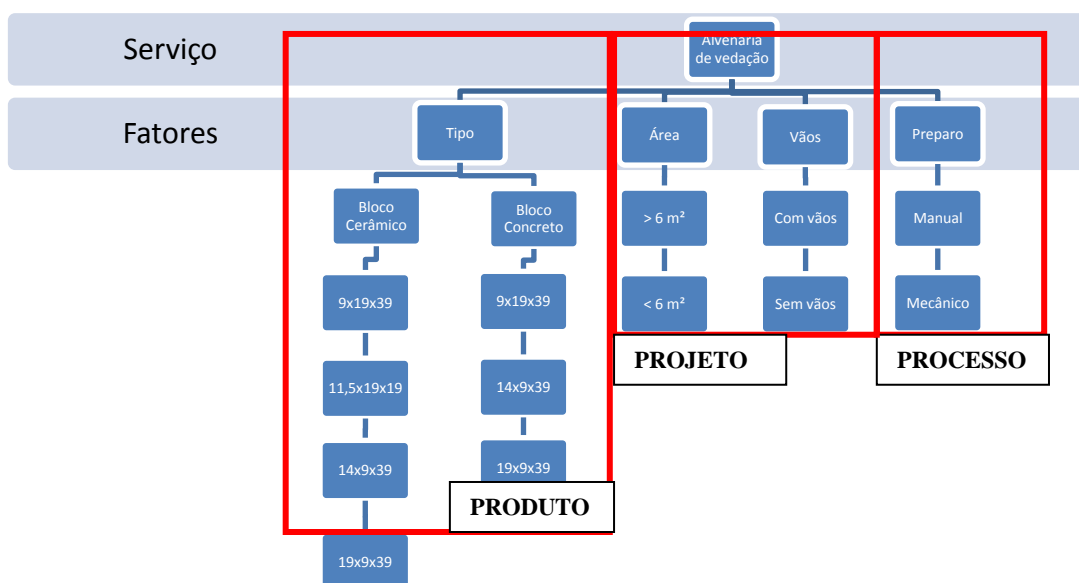 Serviço
Alvenaria
de vedação
Fatores
Tipo
Área
Vãos
Preparo
Bloco
Cerâmico
Bloco
Concreto
> 6 m²
Com vãos
Manual
9x19x39
9x19x39
< 6 m²
Sem vãos
Mecânico
PROJETO
PROCESSO
11,5x19x19
14x9x39
14x9x39
19x9x39
PRODUTO
19x9x39